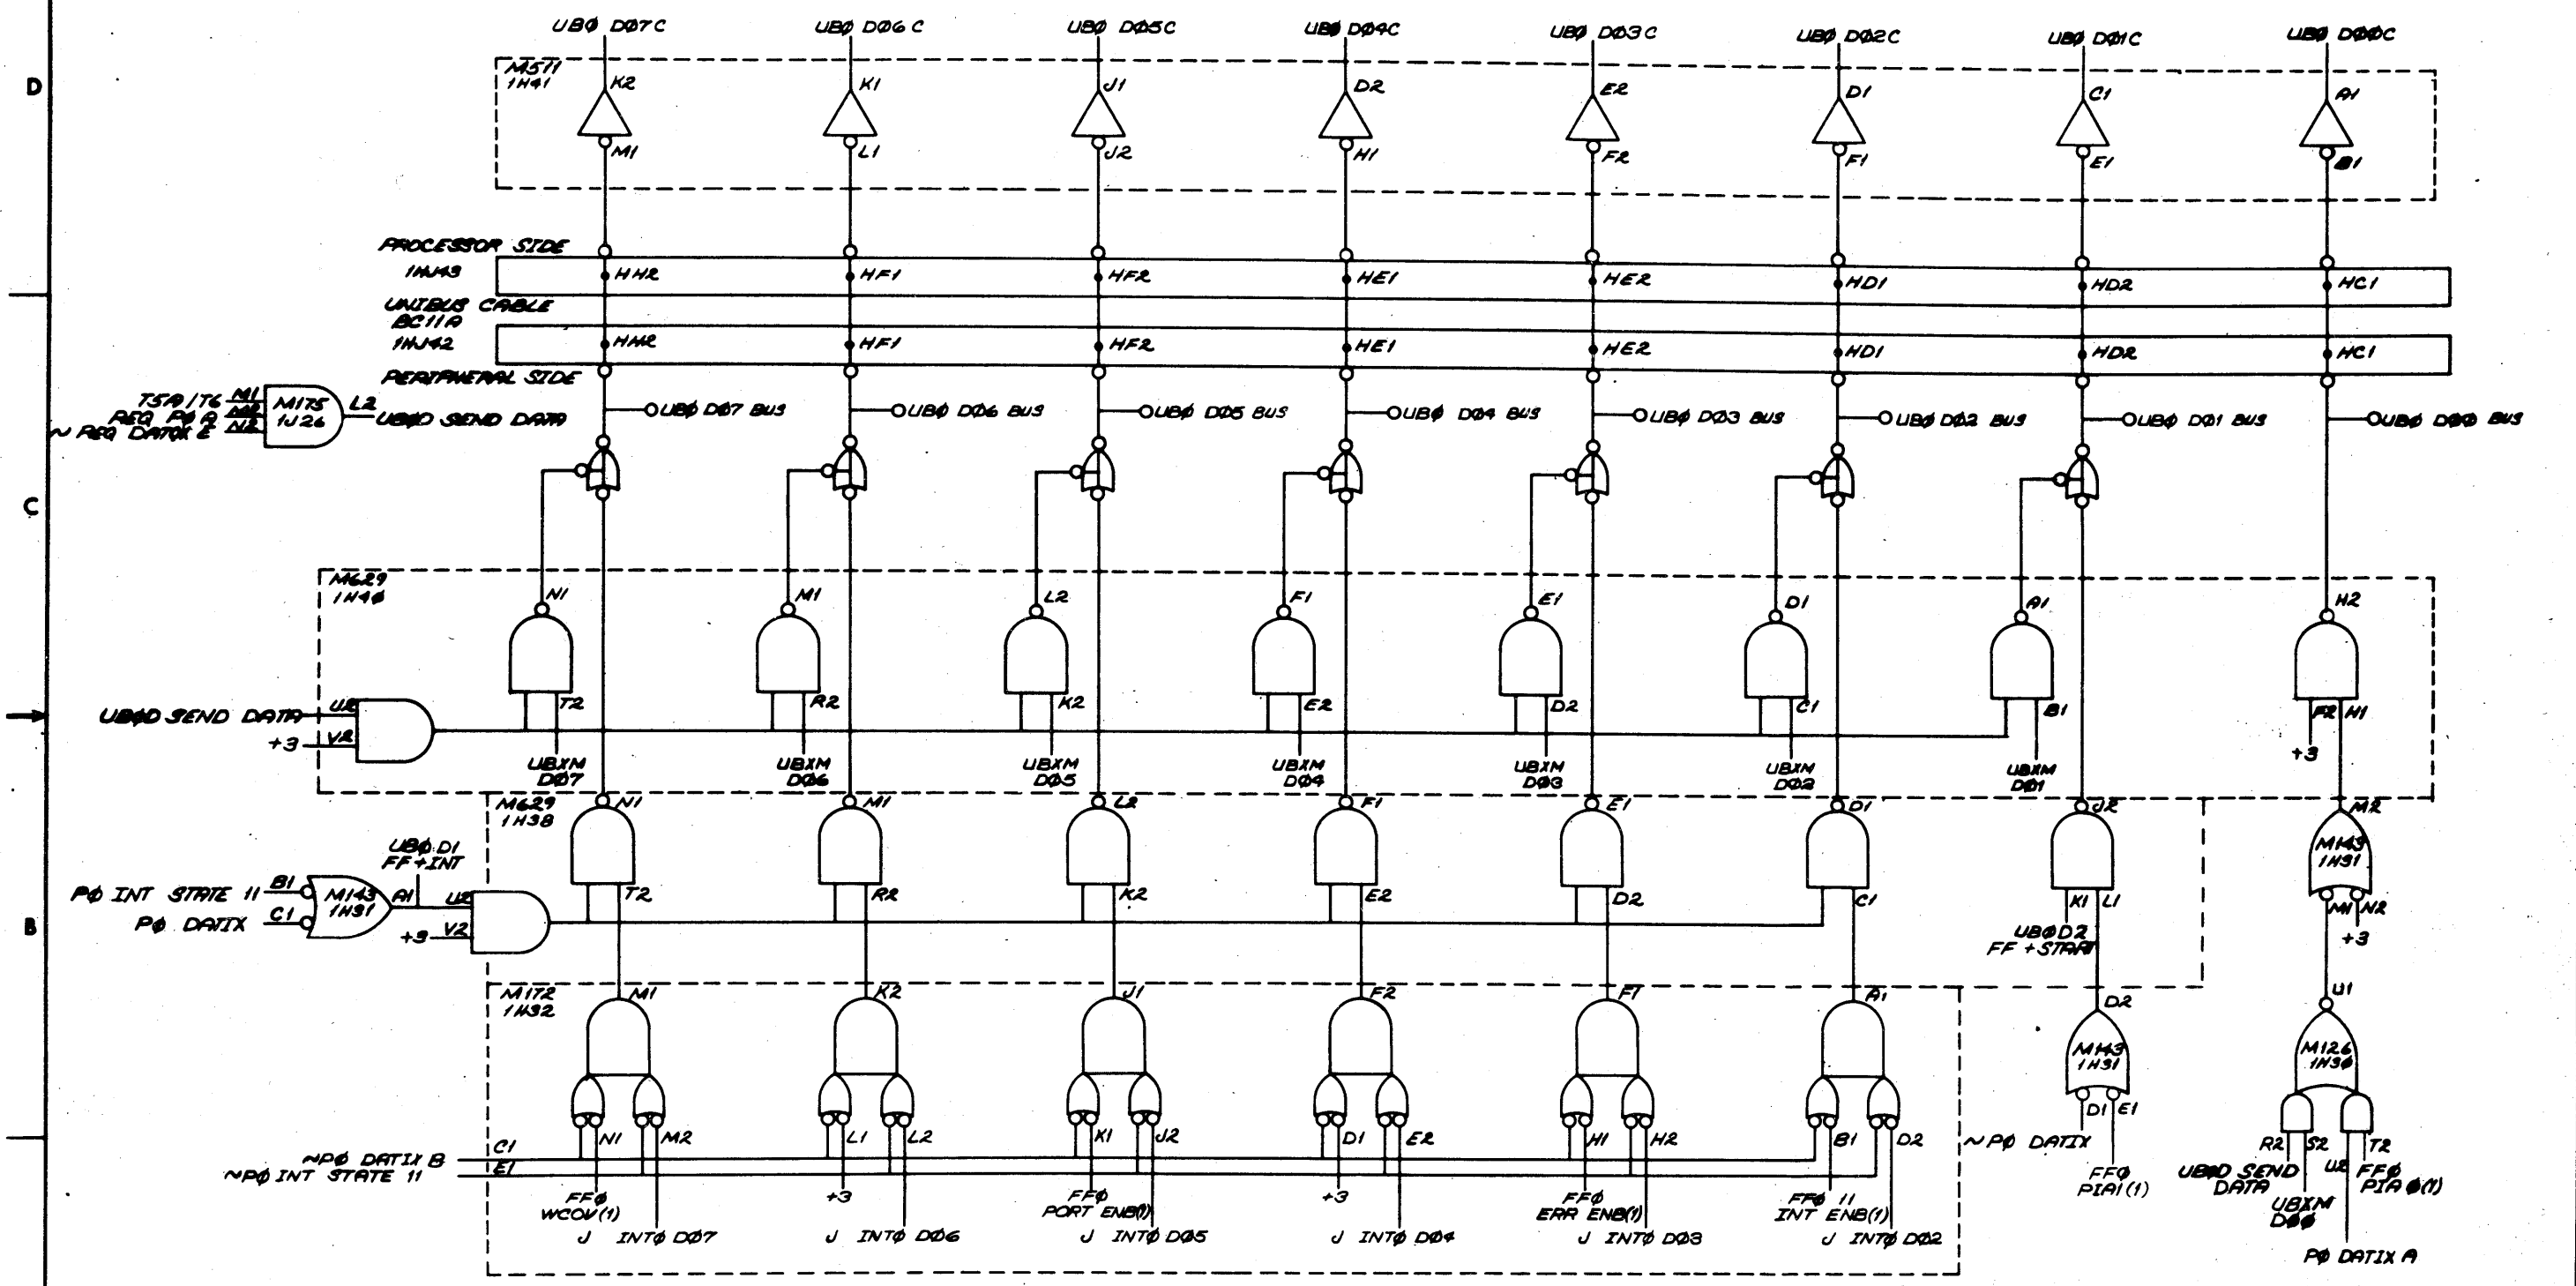 UBØ DØ7C UBØ DØ6C UBØ DØ5C UBØ DØ4C UBØ DØ3C UBØ DØ2C UBØ DØ1C UBØ DØØC
D
M511
1H41
K2 K1 J1 D2 E2 D1 C1 A1
M1 L1 J2 H1 F2 F1 E1 B1
PROCESSOR SIDE
1HJ43
HH2 HF1 HF2 HE1 HE2 HD1 HD2 HC1
UNIBUS CABLE
BC11A
1HJ42
HH2 HF1 HF2 HE1 HE2 HD1 HD2 HC1
PERIPHERAL SIDE
T5A/T6 M1 M175 L2
REQ PØ A 1J26 UBØD SEND DATA
~ REQ DATOX E N2
UBØ DØ7 BUS UBØ DØ6 BUS UBØ DØ5 BUS UBØ DØ4 BUS UBØ DØ3 BUS UBØ DØ2 BUS UBØ DØ1 BUS UBØ DØØ BUS
C
M629
1H4Ø
N1 M1 L2 F1 E1 D1 A1 H2
T2 R2 K2 E2 D2 C1 B1 F2 H1
UBØD SEND DATA U2
+3 V2
+3
UBXM UBXM UBXM UBXM UBXM UBXM UBXM
DØ7 DØ6 DØ5 DØ4 DØ3 DØ2 DØ1
M629
1H38
N1 M1 L2 F1 E1 D1 J2 M2
UBØ D1
FF + INT
M143
1H31
PØ INT STATE 11 B1 M143 A1 U2
PØ DATIX C1 1H31
+3 V2
T2 R2 K2 E2 D2 C1 K1 L1 M1 N2
B
UBØD2
FF + START
+3
M172
1H32
M1 K2 J1 F2 F1 A1 D2 U1
M143
1H31
M126
1H3Ø
N1 M2 L1 L2 K1 J2 D1 E2 H1 H2 B1 D2 D1 E1 R2 S2 U2 T2
~PØ DATIX B C1
~PØ INT STATE 11 E1
~PØ DATIX
FFØ
WCOV(1)
+3
FFØ
PORT ENB(1)
+3
FFØ
ERR ENB(1)
FFØ 11
INT ENB(1)
FFØ
PIA1(1)
UBØD SEND
DATA
UBXM
DØØ
FFØ
PIA Ø(1)
J INTØ DØ7 J INTØ DØ6 J INTØ DØ5 J INTØ DØ4 J INTØ DØ3 J INTØ DØ2
PØ DATIX A